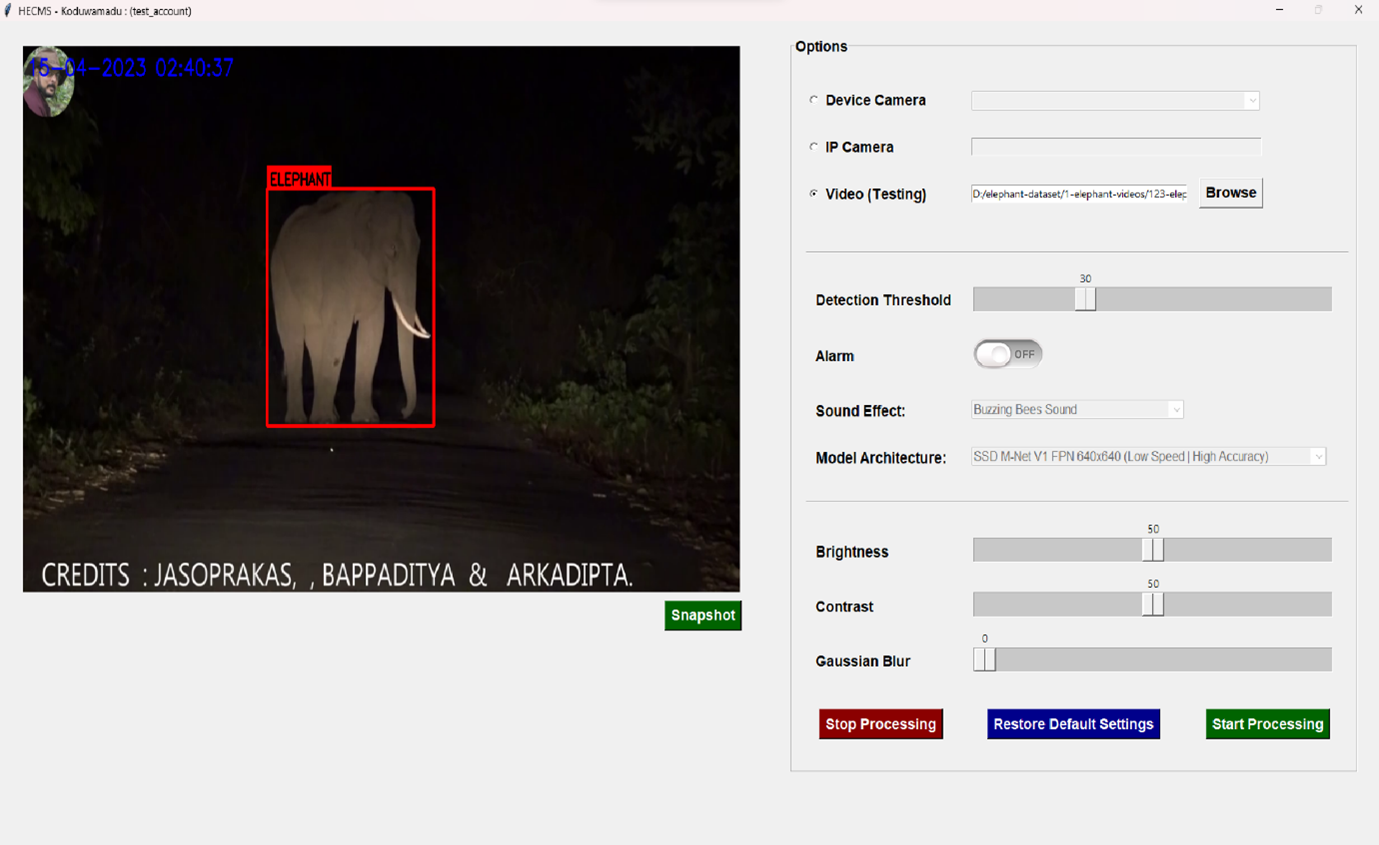 HECMS - Koduwamadu : (test_account)
15-04-2023 02:40:37
ELEPHANT
CREDITS : JASOPRAKAS, , BAPPADITYA & ARKADIPTA.
Snapshot
Options
Device Camera
IP Camera
Video (Testing) D:/elephant-dataset/1-elephant-videos/123-elep Browse
30
Detection Threshold
Alarm OFF
Sound Effect: Buzzing Bees Sound
Model Architecture: SSD M-Net V1 FPN 640x640 (Low Speed | High Accuracy)
50
Brightness
50
Contrast
0
Gaussian Blur
Stop Processing Restore Default Settings Start Processing